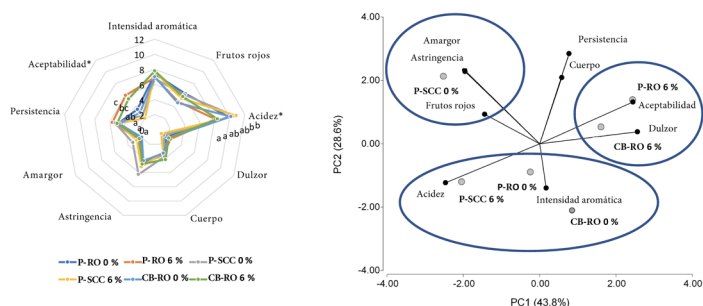 Intensidad aromática
Frutos rojos
Acidez*
Dulzor
Cuerpo
Astringencia
Amargor
Persistencia
Aceptabilidad*
12
10
8
6
4
2
0
c
bc
a
a a ab ab b b
P-RO 0 % P-RO 6 % P-SCC 0 %
P-SCC 6 % CB-RO 0 % CB-RO 6 %
4.00
2.00
0.00
-2.00
-4.00
-4.00 -2.00 0.00 2.00 4.00
PC2 (28.6%)
PC1 (43.8%)
Amargor
Astringencia
P-SCC 0 %
Frutos rojos
Persistencia
Cuerpo
P-RO 6 %
Aceptabilidad
Dulzor
CB-RO 6 %
Acidez
P-SCC 6 %
P-RO 0 %
Intensidad aromática
CB-RO 0 %